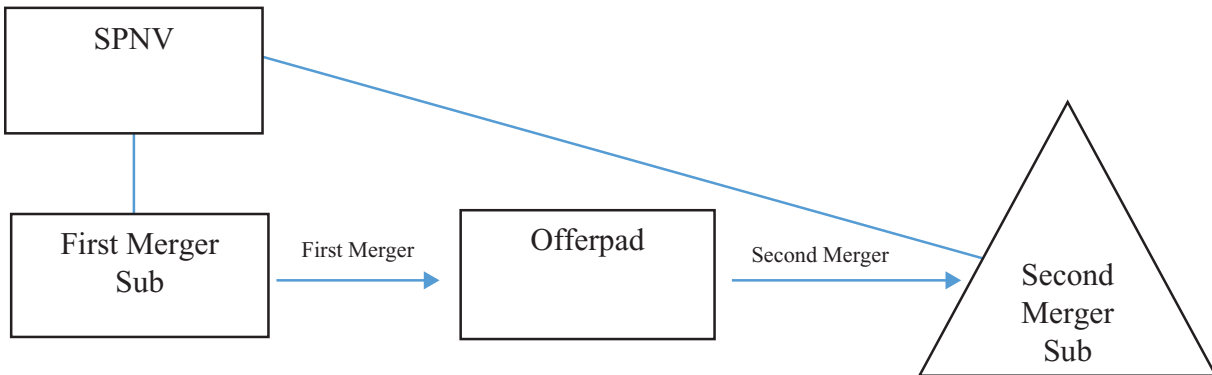 SPNV
First Merger
Sub
First Merger
Offerpad
Second Merger
Second
Merger
Sub